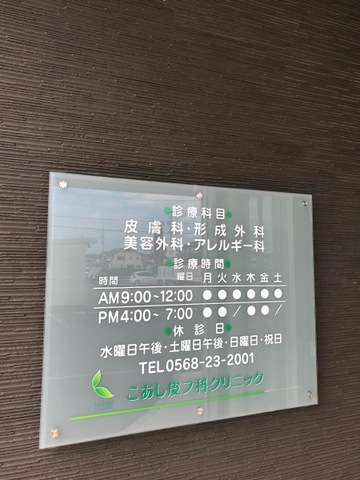 ●診療科目●
皮膚科・形成外科
美容外科・アレルギー科
●診療時間●
時間 曜日 月 火 水 木 金 土
AM9:00~12:00 ● ● ● ● ● ●
PM4:00~ 7:00 ● ● / ● ● /
●休診日●
水曜日午後・土曜日午後・日曜日・祝日
TEL0568-23-2001
こあし皮フ科クリニック